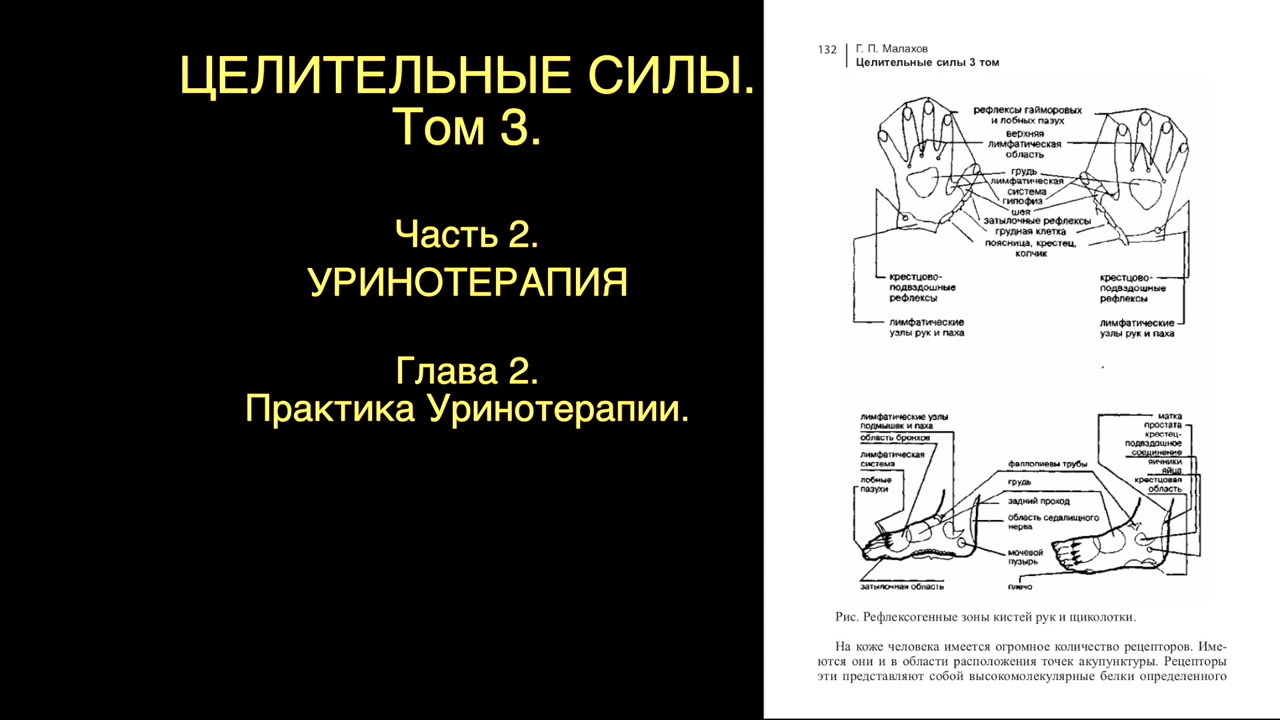 ЦЕЛИТЕЛЬНЫЕ СИЛЫ.
Том 3.
Часть 2.
УРИНОТЕРАПИЯ
Глава 2.
Практика Уринотерапии.
132
Г. П. Малахов
Целительные силы 3 том
рефлексы гайморовых
и лобных пазух
верхняя
лимфатическая
область
грудь
лимфатическая
система
гипофиз
шея
затылочные рефлексы
грудная клетка
поясница, крестец,
копчик
крестцово-
подвздошные
рефлексы
лимфатические
узлы рук и паха
крестцово-
подвздошные
рефлексы
лимфатические
узлы рук и паха
лимфатические узлы
подмышек и паха
область бронхов
лимфатическая
система
лобные
пазухи
затылочная область
фаллопиевы трубы
грудь
задний проход
область седалищного
нерва
мочевой
пузырь
плечо
матка
простата
крестец-
подвздошное
соединение
яичники
яйца
крестцовая
область
Рис. Рефлексогенные зоны кистей рук и щиколотки.
На коже человека имеется огромное количество рецепторов. Име-
ются они и в области расположения точек акупунктуры. Рецепторы
эти представляют собой высокомолекулярные белки определенного